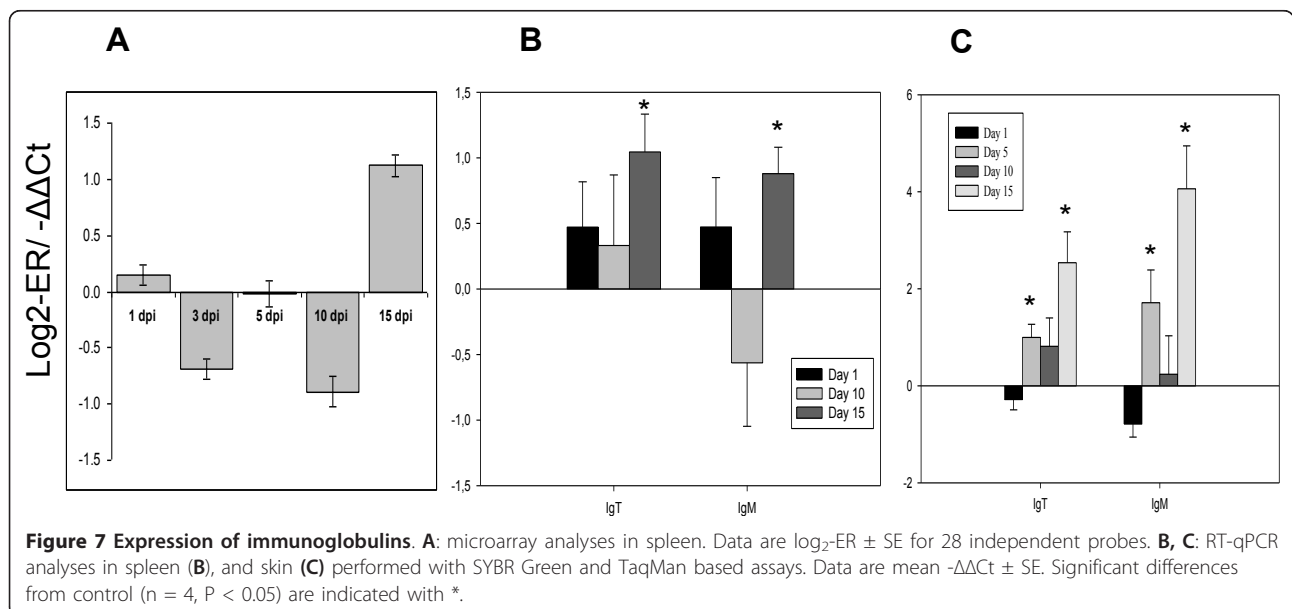 A
B
C
Log2-ER/ -ΔΔCt
1.5
1.0
0.5
0.0
-0.5
-1.0
-1.5
1 dpi
3 dpi
5 dpi
10 dpi
15 dpi
1,5
1,0
0,5
0,0
-0,5
-1,0
-1,5
*
*
Day 1
Day 10
Day 15
IgT
IgM
6
4
2
0
-2
Day 1
Day 5
Day 10
Day 15
*
*
*
*
IgT
IgM
Figure 7 Expression of immunoglobulins. A: microarray analyses in spleen. Data are log₂-ER ± SE for 28 independent probes. B, C: RT-qPCR
analyses in spleen (B), and skin (C) performed with SYBR Green and TaqMan based assays. Data are mean -ΔΔCt ± SE. Significant differences
from control (n = 4, P < 0.05) are indicated with *.